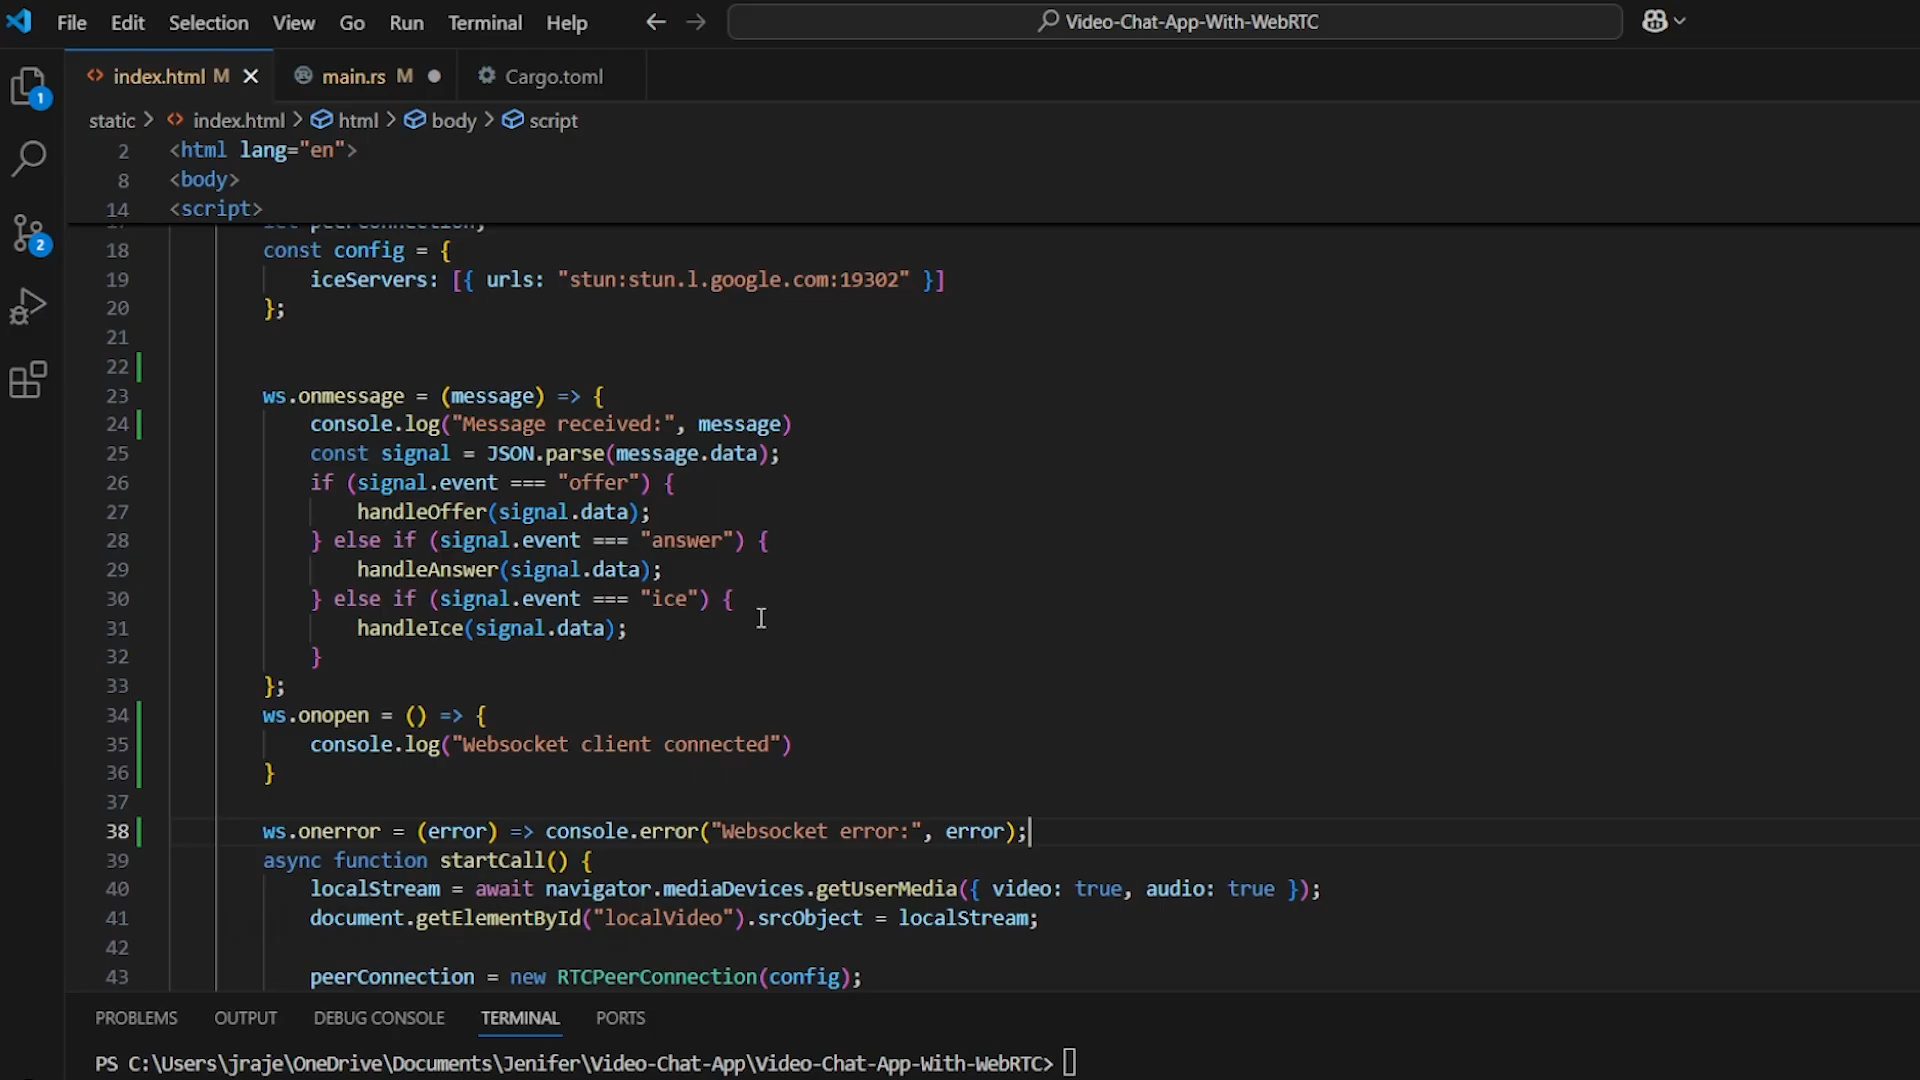 File Edit Selection View Go Run Terminal Help Video-Chat-App-With-WebRTC
index.html M main.rs M Cargo.toml
static > index.html > html > body > script
2 <html lang="en">
8 <body>
14 <script>
17 let peerConnection;
18 const config = {
19 iceServers: [{ urls: "stun:stun.l.google.com:19302" }]
20 };
21
22
23 ws.onmessage = (message) => {
24 console.log("Message received:", message)
25 const signal = JSON.parse(message.data);
26 if (signal.event === "offer") {
27 handleOffer(signal.data);
28 } else if (signal.event === "answer") {
29 handleAnswer(signal.data);
30 } else if (signal.event === "ice") {
31 handleIce(signal.data);
32 }
33 };
34 ws.onopen = () => {
35 console.log("Websocket client connected")
36 }
37
38 ws.onerror = (error) => console.error("Websocket error:", error);
39 async function startCall() {
40 localStream = await navigator.mediaDevices.getUserMedia({ video: true, audio: true });
41 document.getElementById("localVideo").srcObject = localStream;
42
43 peerConnection = new RTCPeerConnection(config);
PROBLEMS OUTPUT DEBUG CONSOLE TERMINAL PORTS
PS C:\Users\jraje\OneDrive\Documents\Jenifer\Video-Chat-App\Video-Chat-App-With-WebRTC>
1
2